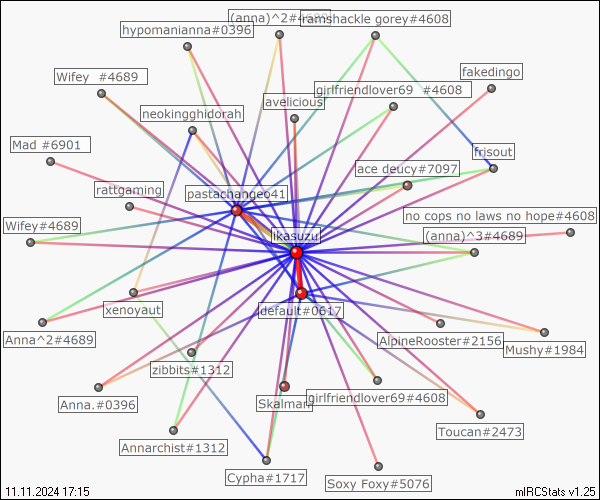 (anna)^2#4689
ramshackle gorey#4608
hypomanianna#0396
Wifey #4689
fakedingo
girlfriendlover69 #4608
avelicious
neokingghidorah
Mad #6901
frisout
ace deucy#7097
rattgaming
pastachangeo41
no cops no laws no hope#4608
Wifey#4689
likasuzu
(anna)^3#4689
xenoyaut
default#0617
Anna^2#4689
AlpineRooster#2156
Mushy#1984
zibbits#1312
Anna.#0396
Skalmar
girlfriendlover69#4608
Toucan#2473
Annarchist#1312
Cypha#1717
Soxy Foxy#5076
11.11.2024 17:15
mIRCStats v1.25